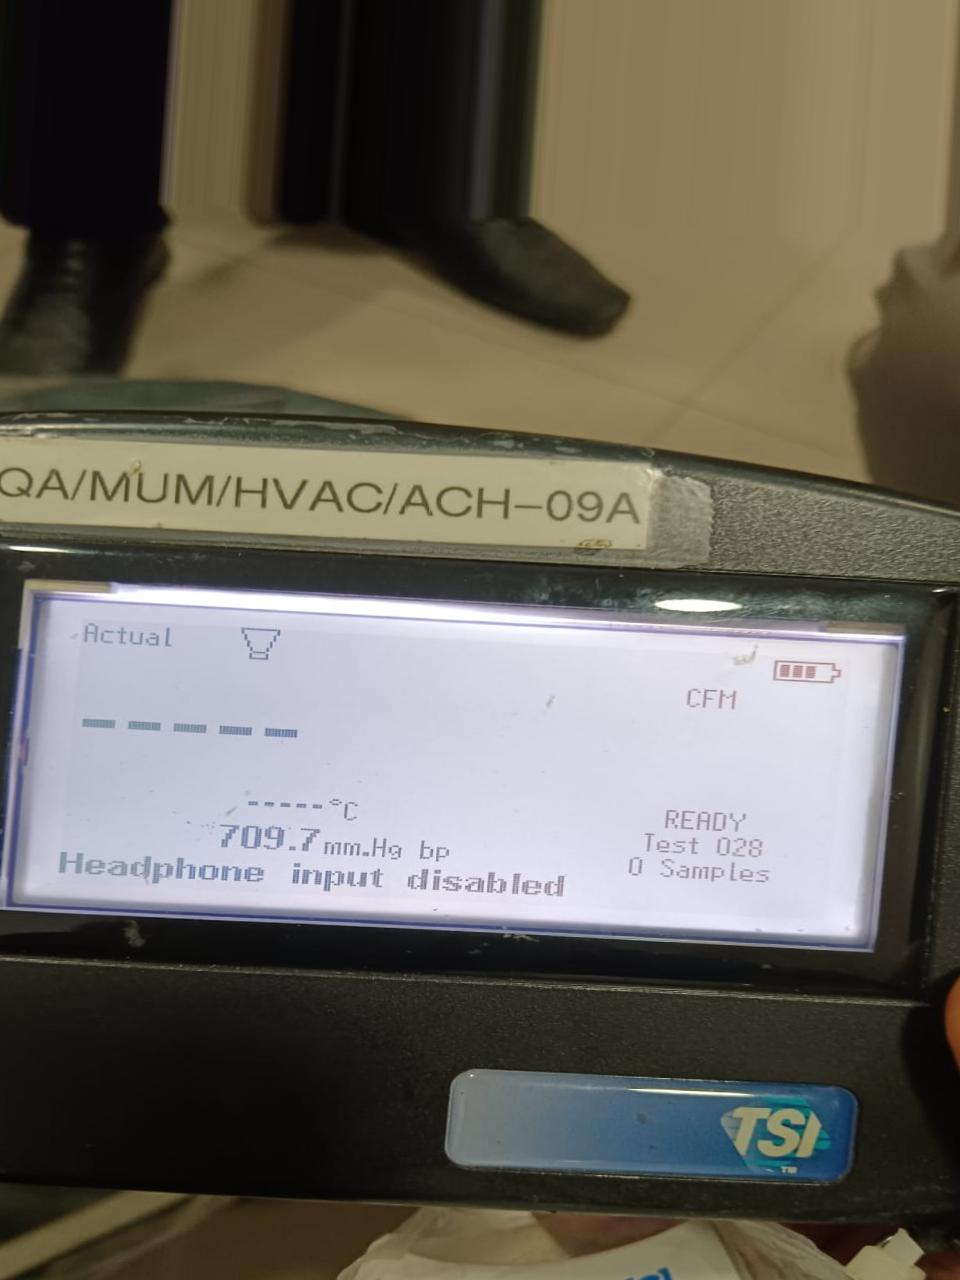 QA/MUM/HVAC/ACH-09A
Actual
CFM
-----
-----°C
709.7 mm.Hg bp
Headphone input disabled
READY
Test 028
0 Samples
TSI
TM